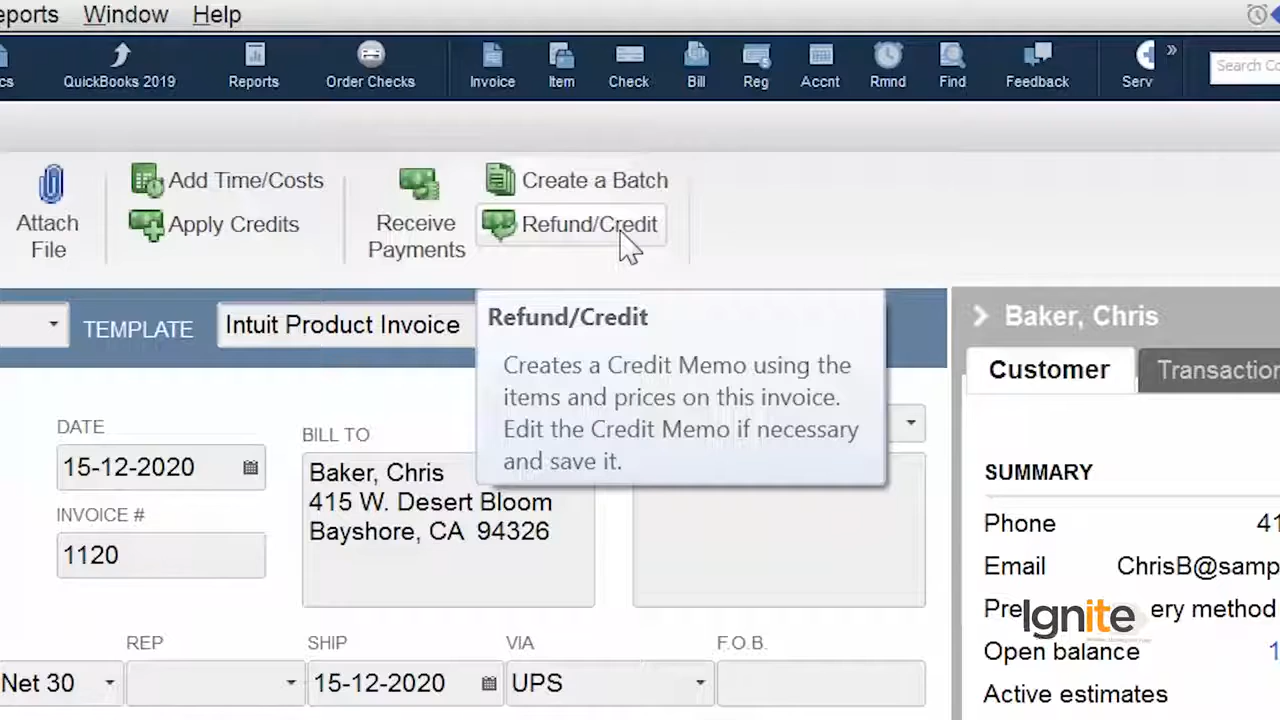 eports Window Help
cs QuickBooks 2019 Reports Order Checks Invoice Item Check Bill Reg Accnt Rmnd Find Feedback Serv » Search Co
Attach File
Add Time/Costs
Apply Credits
Receive Payments
Create a Batch
Refund/Credit
TEMPLATE Intuit Product Invoice
Refund/Credit
Creates a Credit Memo using the
items and prices on this invoice.
Edit the Credit Memo if necessary
and save it.
Baker, Chris
Customer Transaction
DATE
15-12-2020
INVOICE #
1120
BILL TO
Baker, Chris
415 W. Desert Bloom
Bayshore, CA 94326
SUMMARY
Phone 41
Email ChrisB@samp
Pre ery method
Ignite
Open balance 1
Active estimates
REP SHIP VIA F.O.B.
Net 30 15-12-2020 UPS